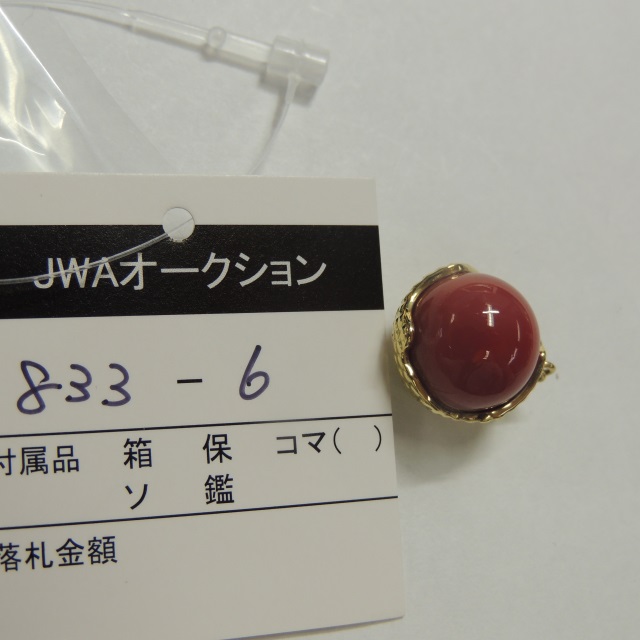 JWAオークション
833-6
付属品 箱 保 コマ( )
ソ 鑑
落札金額